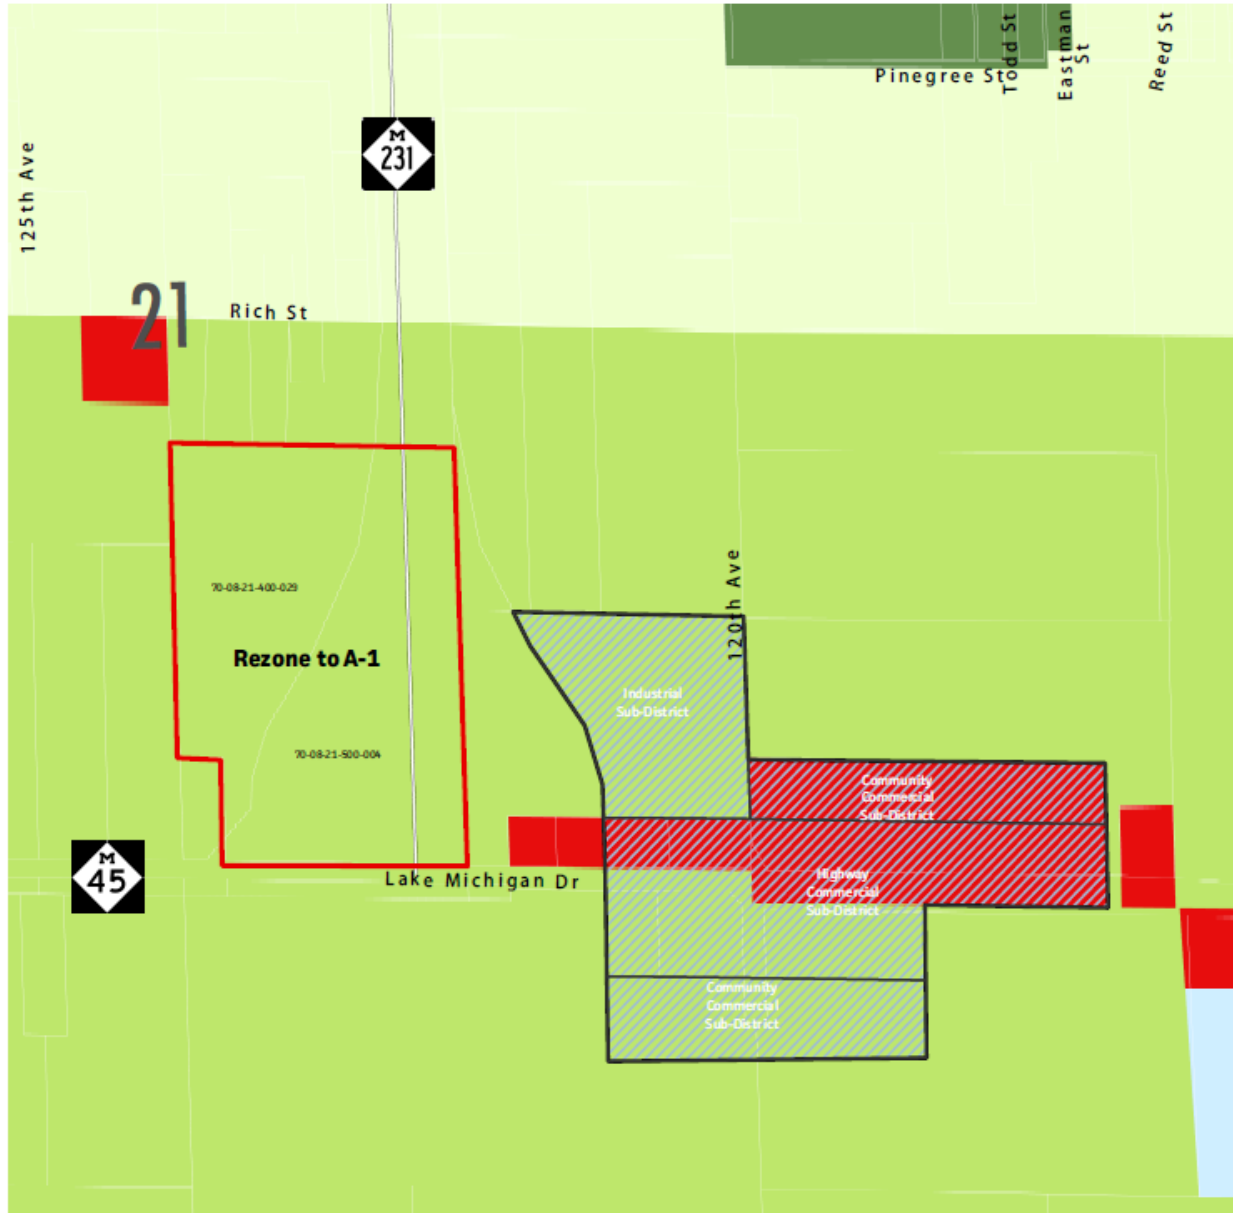 Pinegree St
Todd St
Eastman
St
Reed St
M
231
125th Ave
21
Rich St
120th Ave
70-08-21-400-029
Rezone to A-1
70-08-21-500-004
Industrial
Sub-District
Community
Commercial
Sub-District
M
45
Lake Michigan Dr
Highway
Commercial
Sub-District
Community
Commercial
Sub-District